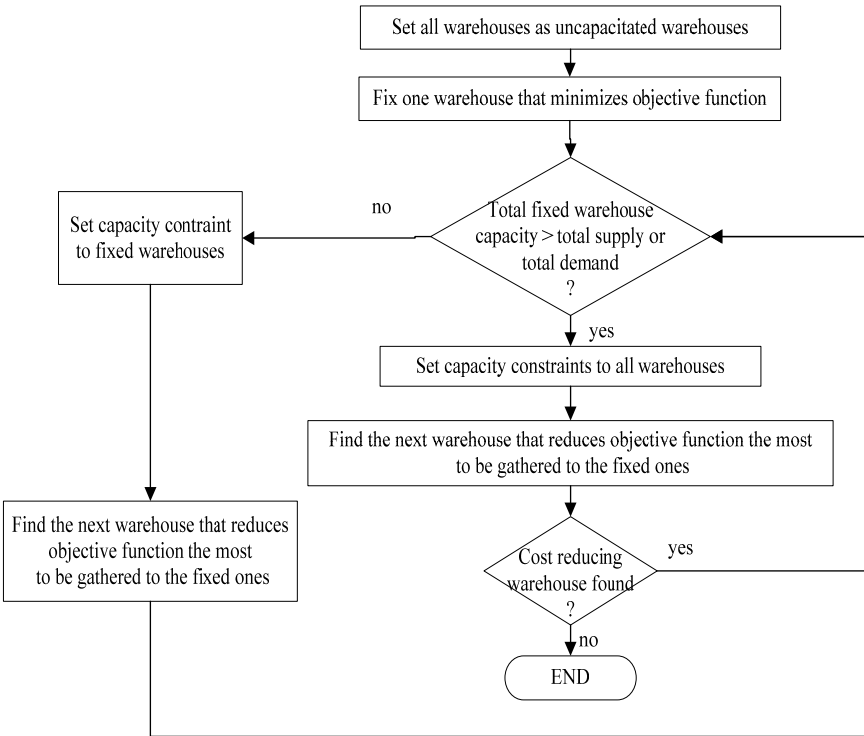 Set all warehouses as uncapacitated warehouses
Fix one warehouse that minimizes objective function
no
Total fixed warehouse
capacity > total supply or
total demand
?
Set capacity contraint
to fixed warehouses
yes
Set capacity constraints to all warehouses
Find the next warehouse that reduces objective function the most
to be gathered to the fixed ones
Find the next warehouse that reduces
objective function the most
to be gathered to the fixed ones
Cost reducing
warehouse found
?
yes
no
END